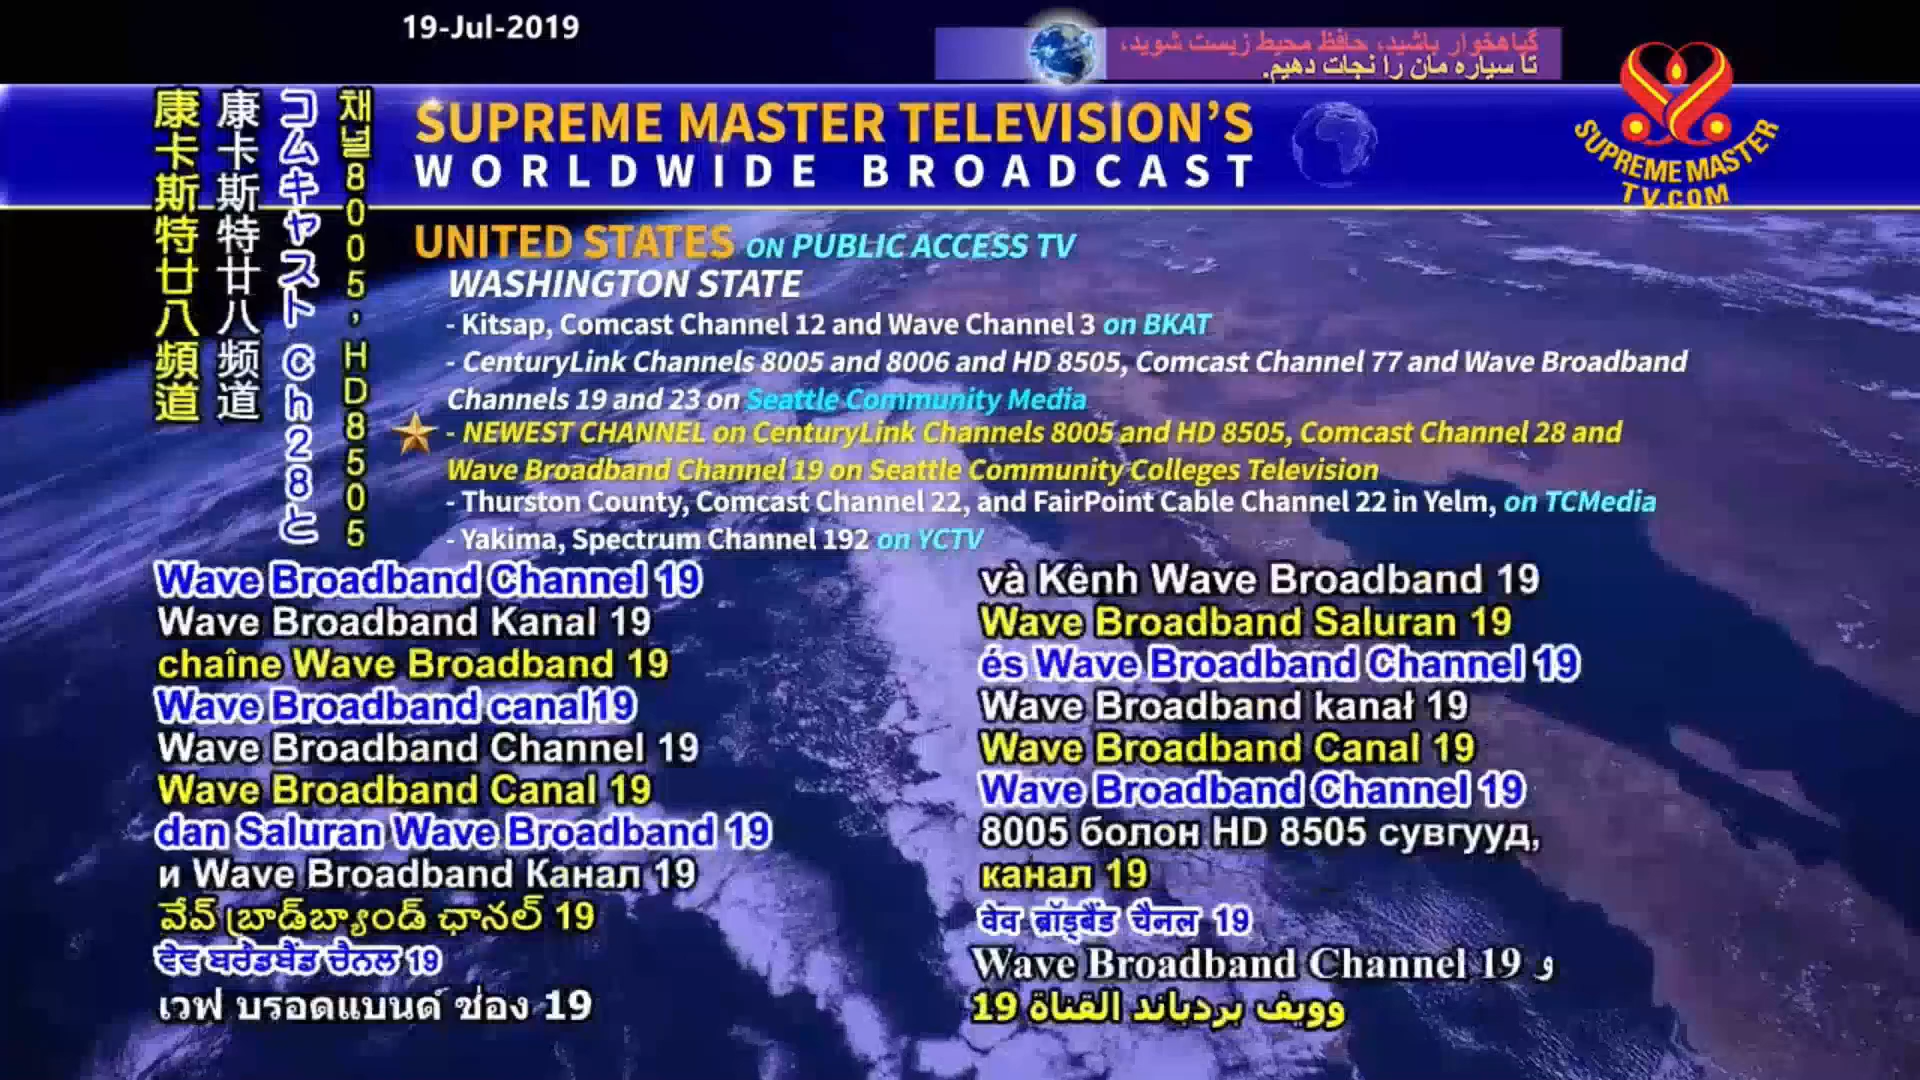 19-Jul-2019
گیاهخوار باشید، حافظ محیط زیست شوید،
تا سیاره مان را نجات دهیم.
SUPREME MASTER TELEVISION'S
WORLDWIDE BROADCAST
SUPREME MASTER
TV.COM
康卡斯特廿八頻道
康卡斯特廿八频道
コムキャスト Ch28と
채널8005, HD8505
UNITED STATES ON PUBLIC ACCESS TV
WASHINGTON STATE
- Kitsap, Comcast Channel 12 and Wave Channel 3 on BKAT
- CenturyLink Channels 8005 and 8006 and HD 8505, Comcast Channel 77 and Wave Broadband
Channels 19 and 23 on Seattle Community Media
- NEWEST CHANNEL on CenturyLink Channels 8005 and HD 8505, Comcast Channel 28 and
Wave Broadband Channel 19 on Seattle Community Colleges Television
- Thurston County, Comcast Channel 22, and FairPoint Cable Channel 22 in Yelm, on TCMedia
- Yakima, Spectrum Channel 192 on YCTV
Wave Broadband Channel 19
Wave Broadband Kanal 19
chaîne Wave Broadband 19
Wave Broadband canal19
Wave Broadband Channel 19
Wave Broadband Canal 19
dan Saluran Wave Broadband 19
и Wave Broadband Канал 19
వేవ్ బ్రాడ్‌బ్యాండ్ ఛానల్ 19
ਵੇਵ ਬਰੌਡਬੈਂਡ ਚੈਨਲ 19
เวฟ บรอดแบนด์ ช่อง 19
và Kênh Wave Broadband 19
Wave Broadband Saluran 19
és Wave Broadband Channel 19
Wave Broadband kanał 19
Wave Broadband Canal 19
Wave Broadband Channel 19
8005 болон HD 8505 сувгууд,
канал 19
वेव ब्रॉड्बैंड चैनल 19
Wave Broadband Channel 19 و
وويف بردباند القناة 19